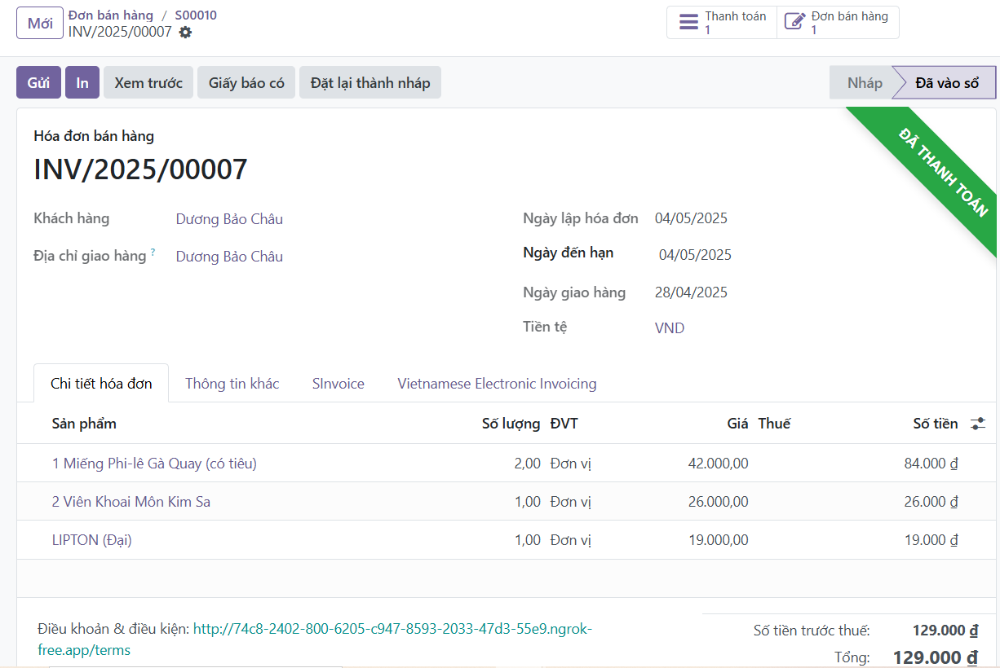 Mới
Đơn bán hàng / S00010
INV/2025/00007
Thanh toán
1
Đơn bán hàng
1
Gửi In Xem trước Giấy báo có Đặt lại thành nháp
Nháp Đã vào sổ
ĐÃ THANH TOÁN
Hóa đơn bán hàng
INV/2025/00007
Khách hàng Dương Bảo Châu
Địa chỉ giao hàng ? Dương Bảo Châu
Ngày lập hóa đơn 04/05/2025
Ngày đến hạn 04/05/2025
Ngày giao hàng 28/04/2025
Tiền tệ VND
Chi tiết hóa đơn Thông tin khác SInvoice Vietnamese Electronic Invoicing
Sản phẩm Số lượng ĐVT Giá Thuế Số tiền
1 Miếng Phi-lê Gà Quay (có tiêu) 2,00 Đơn vị 42.000,00 84.000 ₫
2 Viên Khoai Môn Kim Sa 1,00 Đơn vị 26.000,00 26.000 ₫
LIPTON (Đại) 1,00 Đơn vị 19.000,00 19.000 ₫
Điều khoản & điều kiện: http://74c8-2402-800-6205-c947-8593-2033-47d3-55e9.ngrok-
free.app/terms
Số tiền trước thuế: 129.000 ₫
Tổng: 129.000 ₫